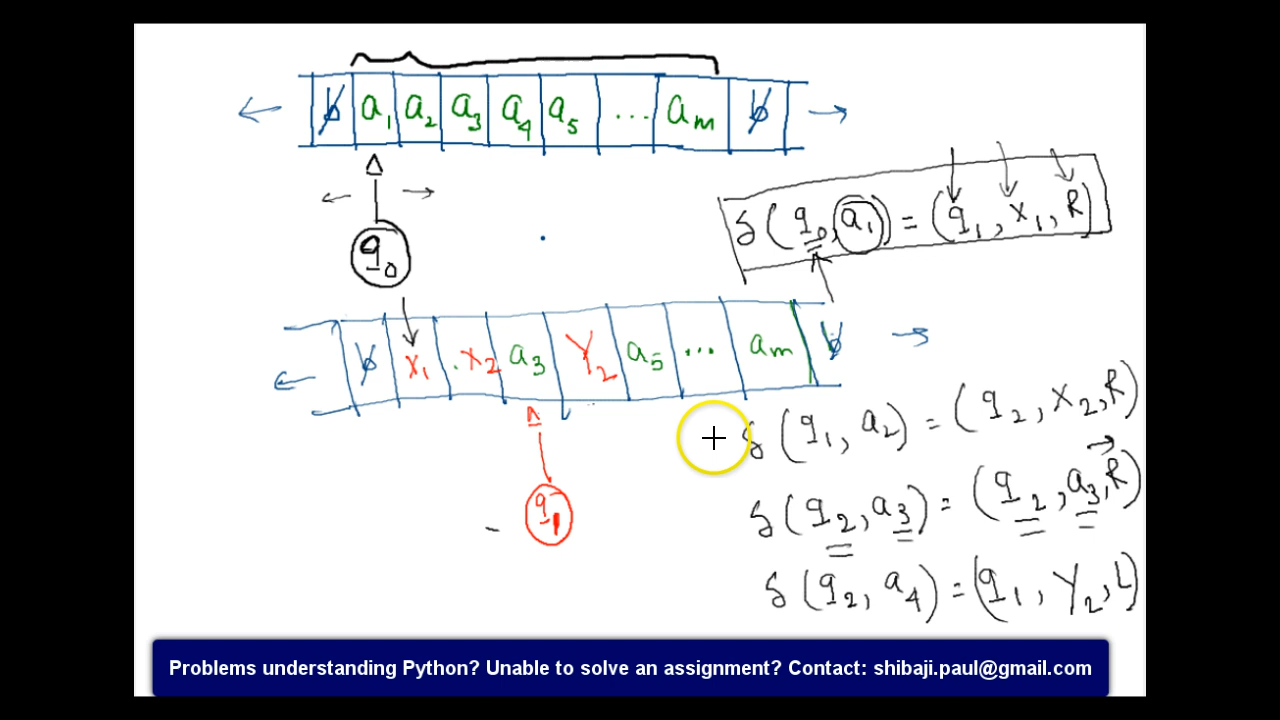 ƀ a₁ a₂ a₃ a₄ a₅ ... aₘ ƀ
q₀
δ(q₀, a₁) = (q₁, X₁, R)
ƀ X₁ X₂ a₃ Y₂ a₅ ... aₘ ƀ
q₁
δ(q₁, a₂) = (q₂, X₂, R)
δ(q₂, a₃) = (q₂, a₃, R)
δ(q₂, a₄) = (q₁, Y₂, L)
Problems understanding Python? Unable to solve an assignment? Contact: shibaji.paul@gmail.com